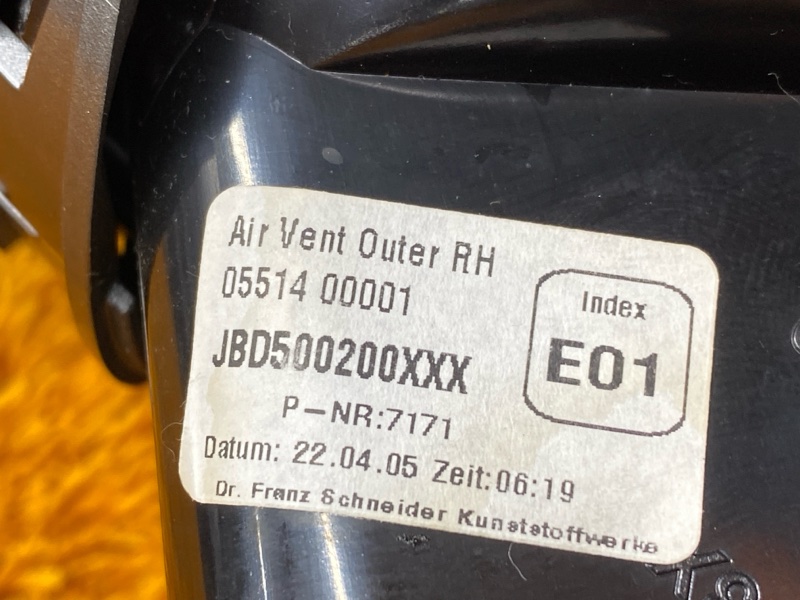 Air Vent Outer RH
05514 00001
JBD500200XXX
P-NR:7171
Datum: 22.04.05 Zeit:06:19
Dr. Franz Schneider Kunststoffwerke
Index
E01